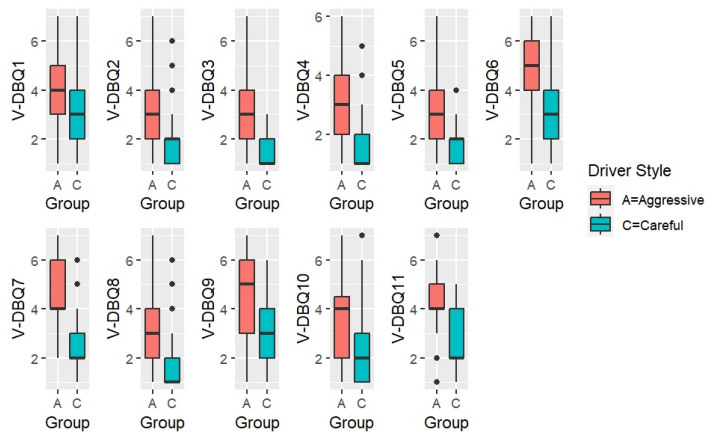 V-DBQ1
6
4
2
A C
Group
V-DBQ2
6
4
2
A C
Group
V-DBQ3
6
4
2
A C
Group
V-DBQ4
6
4
2
A C
Group
V-DBQ5
6
4
2
A C
Group
V-DBQ6
6
4
2
A C
Group
Driver Style
A=Aggressive
C=Careful
V-DBQ7
6
4
2
A C
Group
V-DBQ8
6
4
2
A C
Group
V-DBQ9
6
4
2
A C
Group
V-DBQ10
6
4
2
A C
Group
V-DBQ11
6
4
2
A C
Group